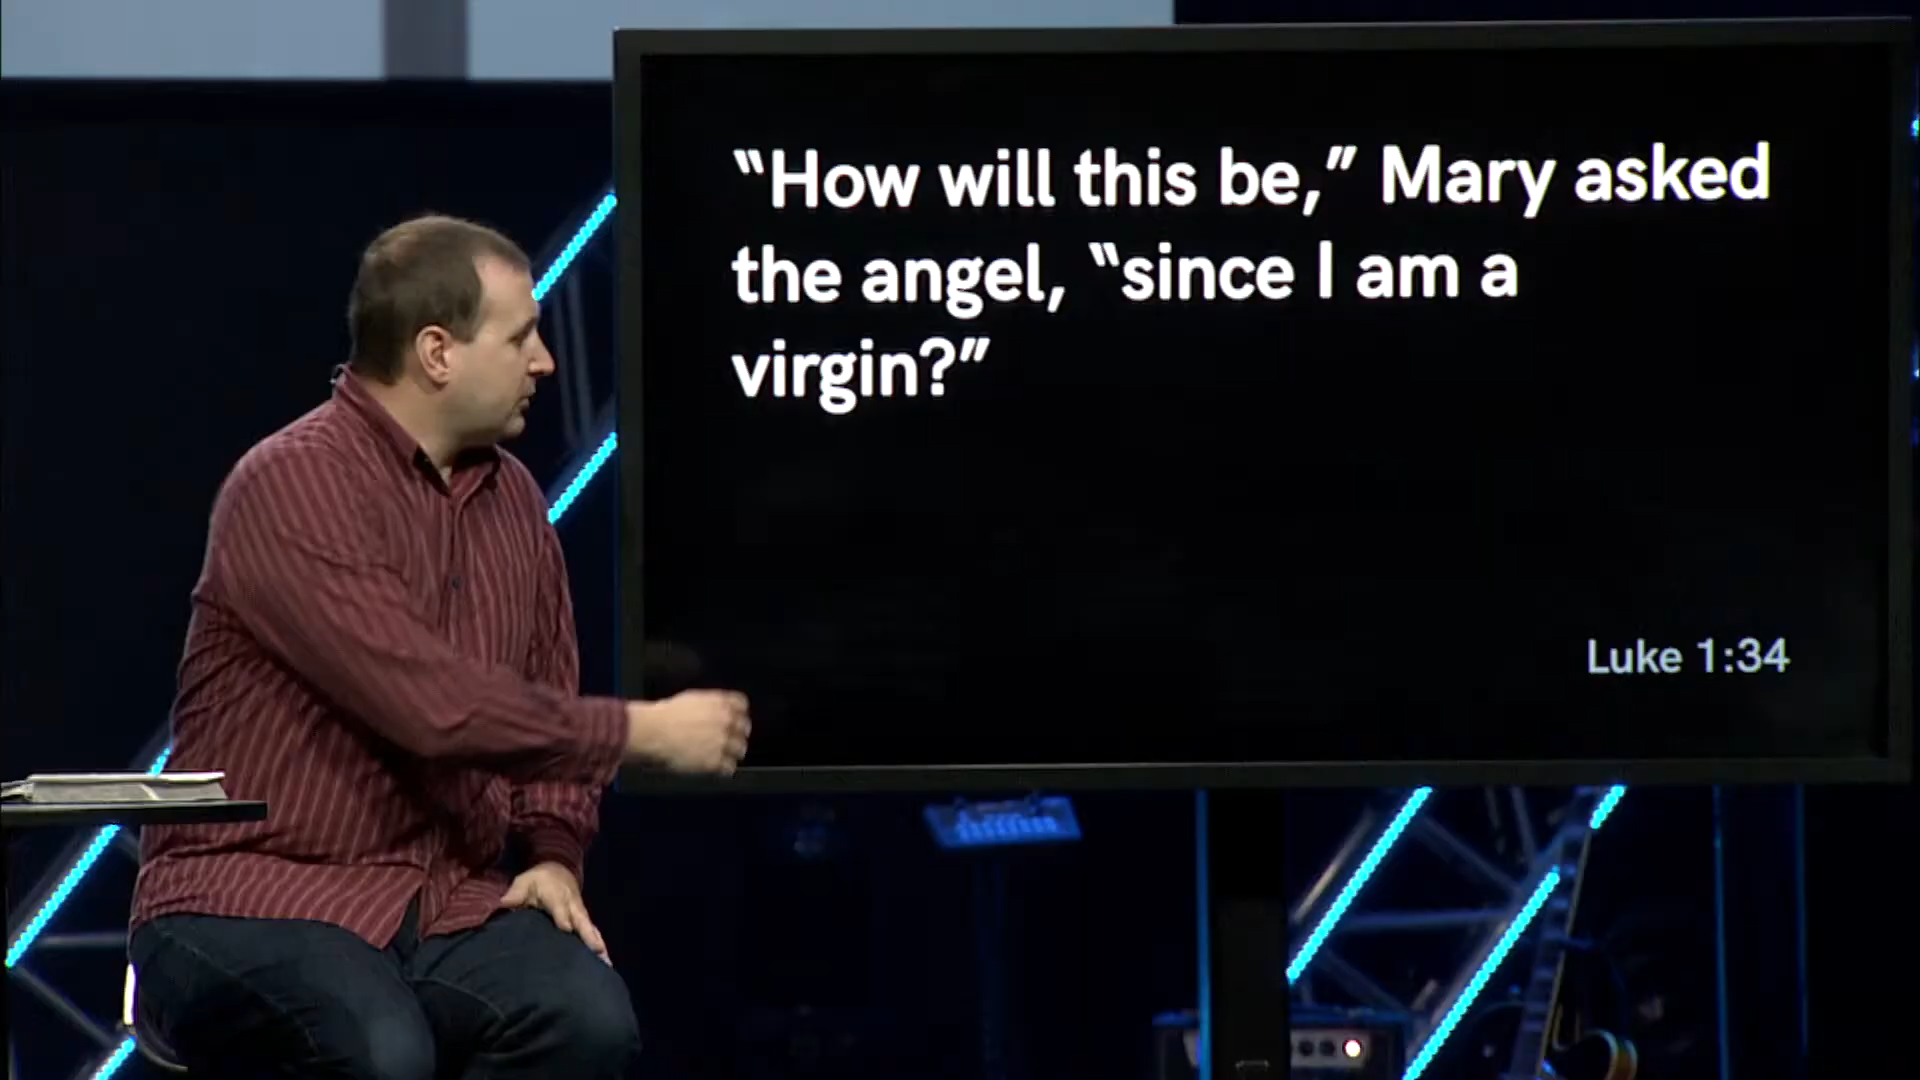 “How will this be,” Mary asked
the angel, “since I am a
virgin?”
Luke 1:34